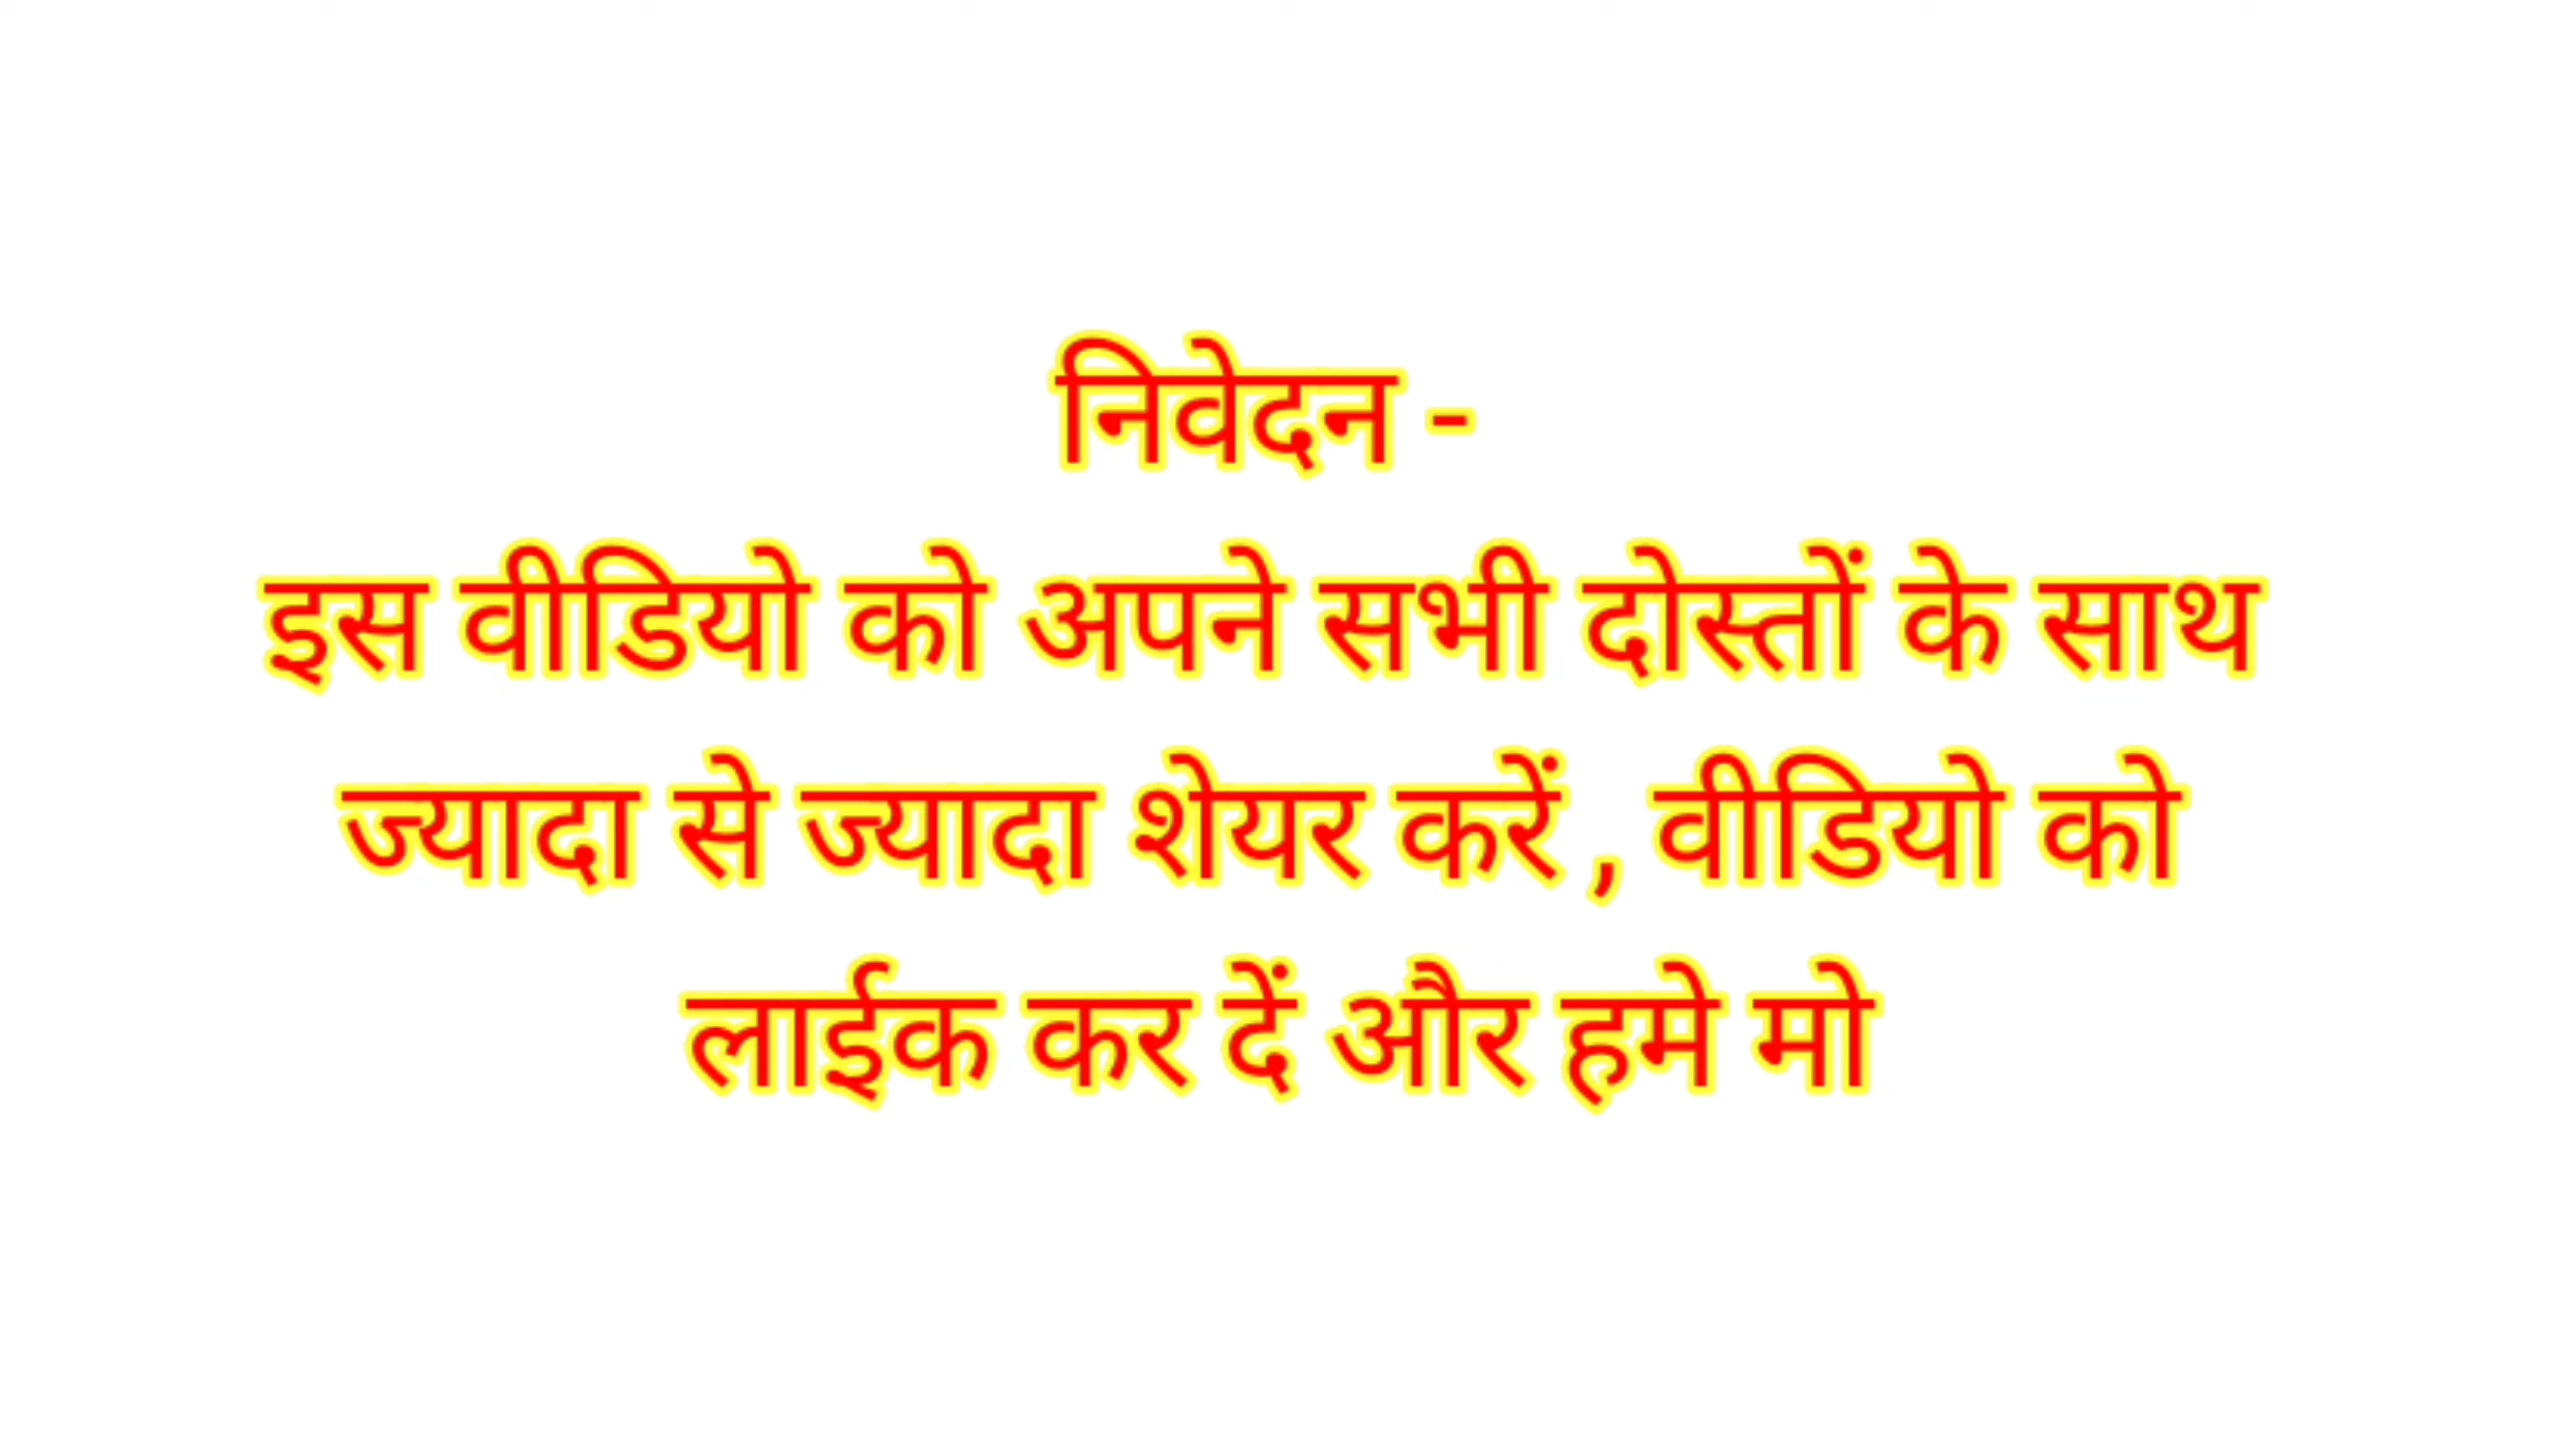 निवेदन -
इस वीडियो को अपने सभी दोस्तों के साथ
ज्यादा से ज्यादा शेयर करें , वीडियो को
लाईक कर दें और हमे मो